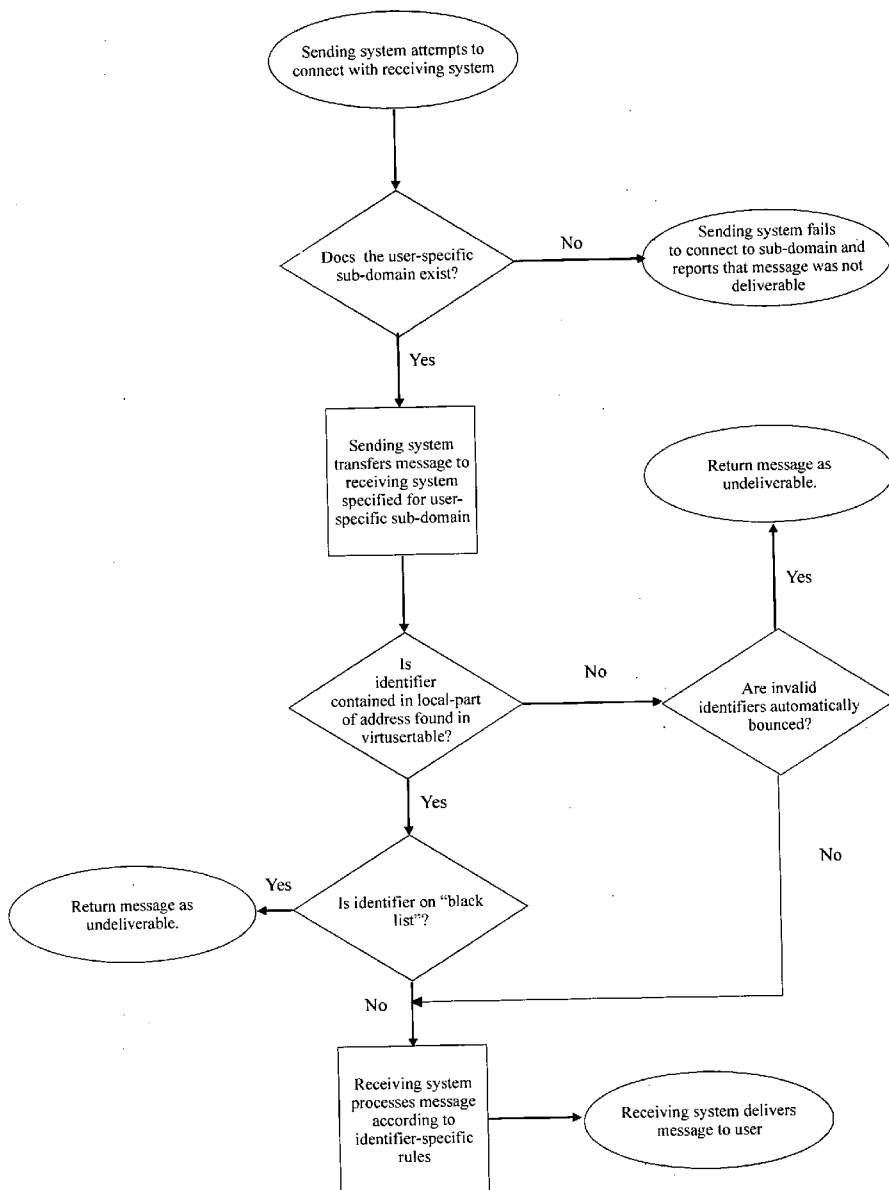 Sending system attempts to
connect with receiving system
Does the user-specific
sub-domain exist?
No
Sending system fails
to connect to sub-domain and
reports that message was not
deliverable
Yes
Sending system
transfers message to
receiving system
specified for user-
specific sub-domain
Return message as
undeliverable.
Yes
Is
identifier
contained in local-part
of address found in
virtusertable?
No
Are invalid
identifiers automatically
bounced?
Yes
No
Is identifier on “black
list”?
Yes
Return message as
undeliverable.
No
Receiving system
processes message
according to
identifier-specific
rules
Receiving system delivers
message to user